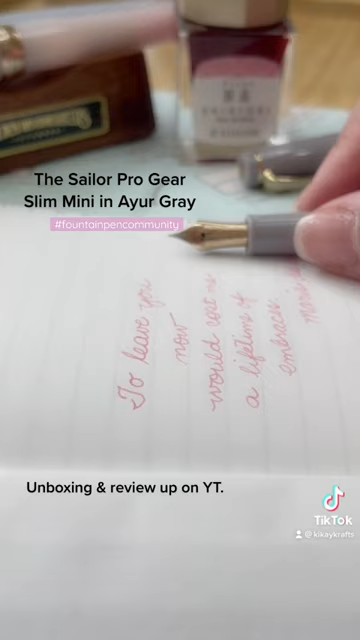 The Sailor Pro Gear
Slim Mini in Ayur Gray
#fountainpencommunity
To leave you
now
would cost me
a lifetime of
embraces.
Unboxing & review up on YT.
TikTok
@kikaykrafts